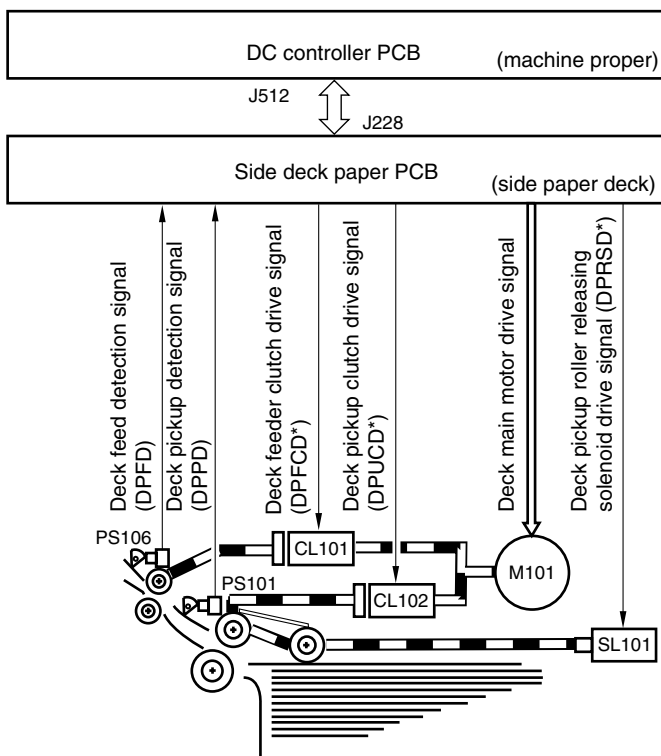 DC controller PCB
(machine proper)
J512
J228
Side deck paper PCB
(side paper deck)
Deck feed detection signal
(DPFD)
Deck pickup detection signal
(DPPD)
Deck feeder clutch drive signal
(DPFCD*)
Deck pickup clutch drive signal
(DPUCD*)
Deck main motor drive signal
Deck pickup roller releasing
solenoid drive signal (DPRSD*)
PS106
CL101
PS101
M101
CL102
SL101